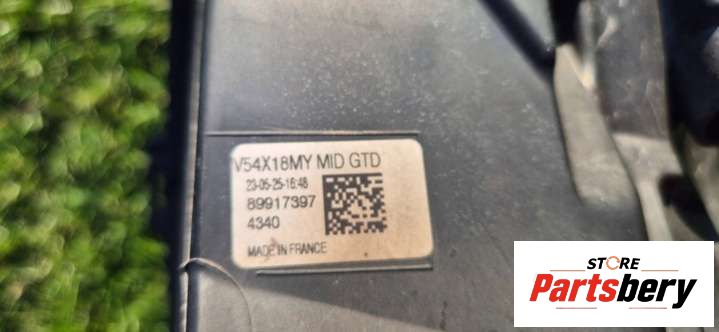 V54X18MY MID GTD
23-05-25-16:48
89917397
4340
MADE IN FRANCE
STORE
Partsbery